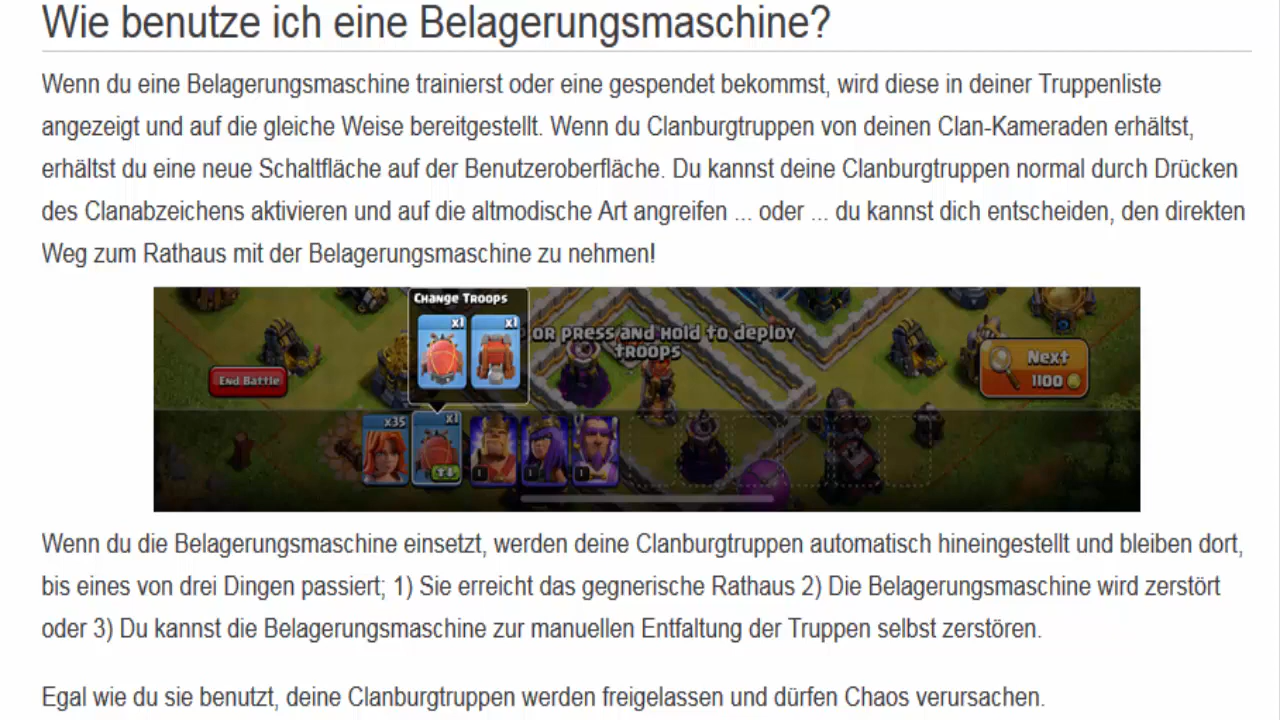 Wie benutze ich eine Belagerungsmaschine?
Wenn du eine Belagerungsmaschine trainierst oder eine gespendet bekommst, wird diese in deiner Truppenliste
angezeigt und auf die gleiche Weise bereitgestellt. Wenn du Clanburgtruppen von deinen Clan-Kameraden erhältst,
erhältst du eine neue Schaltfläche auf der Benutzeroberfläche. Du kannst deine Clanburgtruppen normal durch Drücken
des Clanabzeichens aktivieren und auf die altmodische Art angreifen ... oder ... du kannst dich entscheiden, den direkten
Weg zum Rathaus mit der Belagerungsmaschine zu nehmen!
Change Troops
x1 x1
or press and hold to deploy
troops
End Battle
Next
1100
x35 x1
1 1 1
Wenn du die Belagerungsmaschine einsetzt, werden deine Clanburgtruppen automatisch hineingestellt und bleiben dort,
bis eines von drei Dingen passiert; 1) Sie erreicht das gegnerische Rathaus 2) Die Belagerungsmaschine wird zerstört
oder 3) Du kannst die Belagerungsmaschine zur manuellen Entfaltung der Truppen selbst zerstören.
Egal wie du sie benutzt, deine Clanburgtruppen werden freigelassen und dürfen Chaos verursachen.